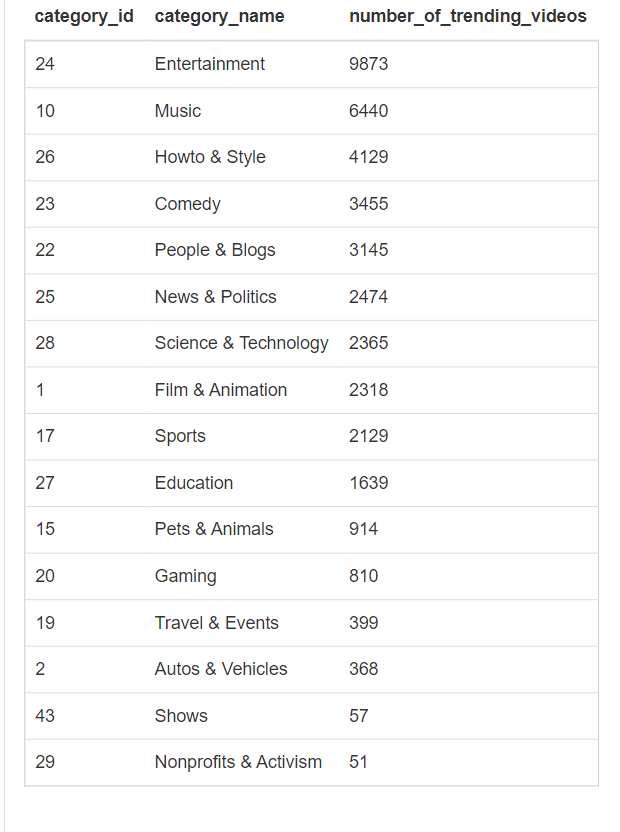 category_id category_name number_of_trending_videos
24 Entertainment 9873
10 Music 6440
26 Howto & Style 4129
23 Comedy 3455
22 People & Blogs 3145
25 News & Politics 2474
28 Science & Technology 2365
1 Film & Animation 2318
17 Sports 2129
27 Education 1639
15 Pets & Animals 914
20 Gaming 810
19 Travel & Events 399
2 Autos & Vehicles 368
43 Shows 57
29 Nonprofits & Activism 51